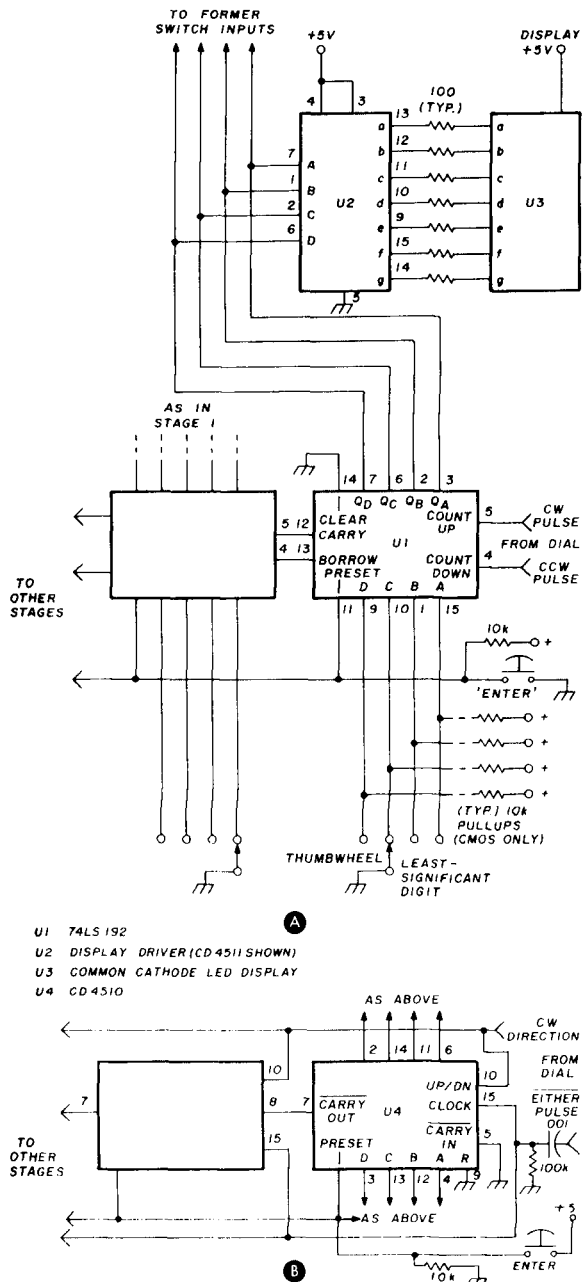 TO FORMER
SWITCH INPUTS
+5V
DISPLAY
+5V
100
(TYP.)
4
3
13
a
a
12
b
b
7
A
11
c
c
1
B
10
d
d
2
C
U2
9
e
U3
e
6
D
15
f
f
14
g
g
5
AS IN
STAGE 1
14 7 6 2 3
QD QC QB QA
5 12
CLEAR
CARRY
COUNT
UP
5
CW
PULSE
U1
FROM DIAL
4 13
BORROW
PRESET
COUNT
DOWN
4
CCW
PULSE
D C B A
TO
OTHER
STAGES
11 9 10 1 15
10k
+
'ENTER'
+
+
+
+
(TYP.) 10k
PULLUPS
(CMOS ONLY)
THUMBWHEEL
LEAST-
SIGNIFICANT
DIGIT
A
U1 74LS192
U2 DISPLAY DRIVER (CD4511 SHOWN)
U3 COMMON CATHODE LED DISPLAY
U4 CD4510
AS ABOVE
CW
DIRECTION
2 14 11 6
10
UP/DN
10
FROM
DIAL
7
8
7
CARRY
OUT
U4
CLOCK
15
EITHER
PULSE
.001
15
PRESET
CARRY
IN
5
TO
OTHER
STAGES
D C B A R
100k
3 13 12 4 9
AS ABOVE
+5
10k
ENTER
B